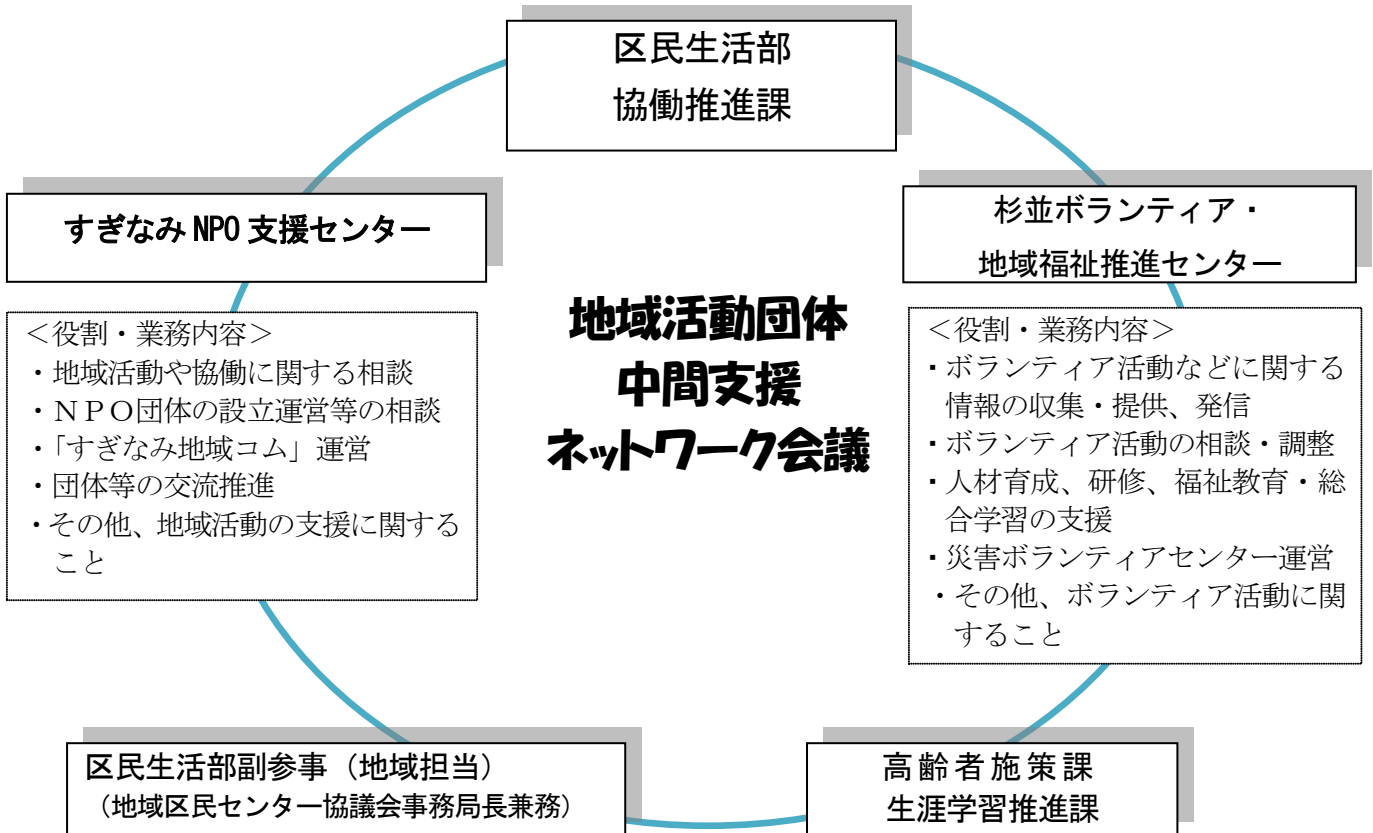 区民生活部
協働推進課
すぎなみ NPO 支援センター
杉並ボランティア・
地域福祉推進センター
地域活動団体
中間支援
ネットワーク会議
＜役割・業務内容＞
・地域活動や協働に関する相談
・ＮＰＯ団体の設立運営等の相談
・「すぎなみ地域コム」運営
・団体等の交流推進
・その他、地域活動の支援に関する
こと
＜役割・業務内容＞
・ボランティア活動などに関する
情報の収集・提供、発信
・ボランティア活動の相談・調整
・人材育成、研修、福祉教育・総
合学習の支援
・災害ボランティアセンター運営
・その他、ボランティア活動に関
すること
区民生活部副参事（地域担当）
（地域区民センター協議会事務局長兼務）
高齢者施策課
生涯学習推進課